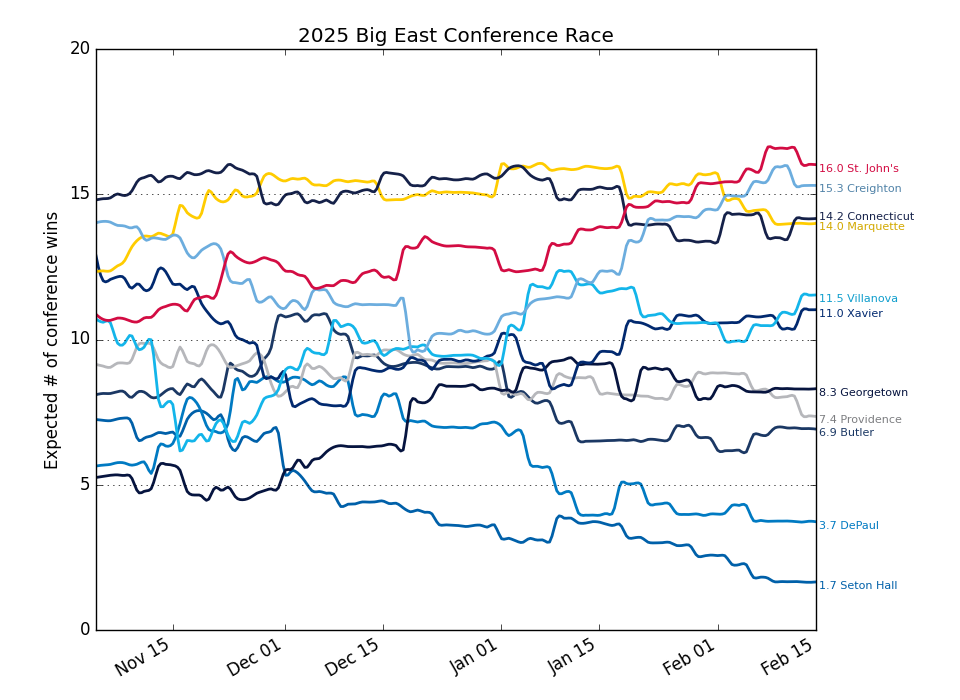 2025 Big East Conference Race
Expected # of conference wins
20
15
10
5
0
16.0 St. John's
15.3 Creighton
14.2 Connecticut
14.0 Marquette
11.5 Villanova
11.0 Xavier
8.3 Georgetown
7.4 Providence
6.9 Butler
3.7 DePaul
1.7 Seton Hall
Nov 15
Dec 01
Dec 15
Jan 01
Jan 15
Feb 01
Feb 15